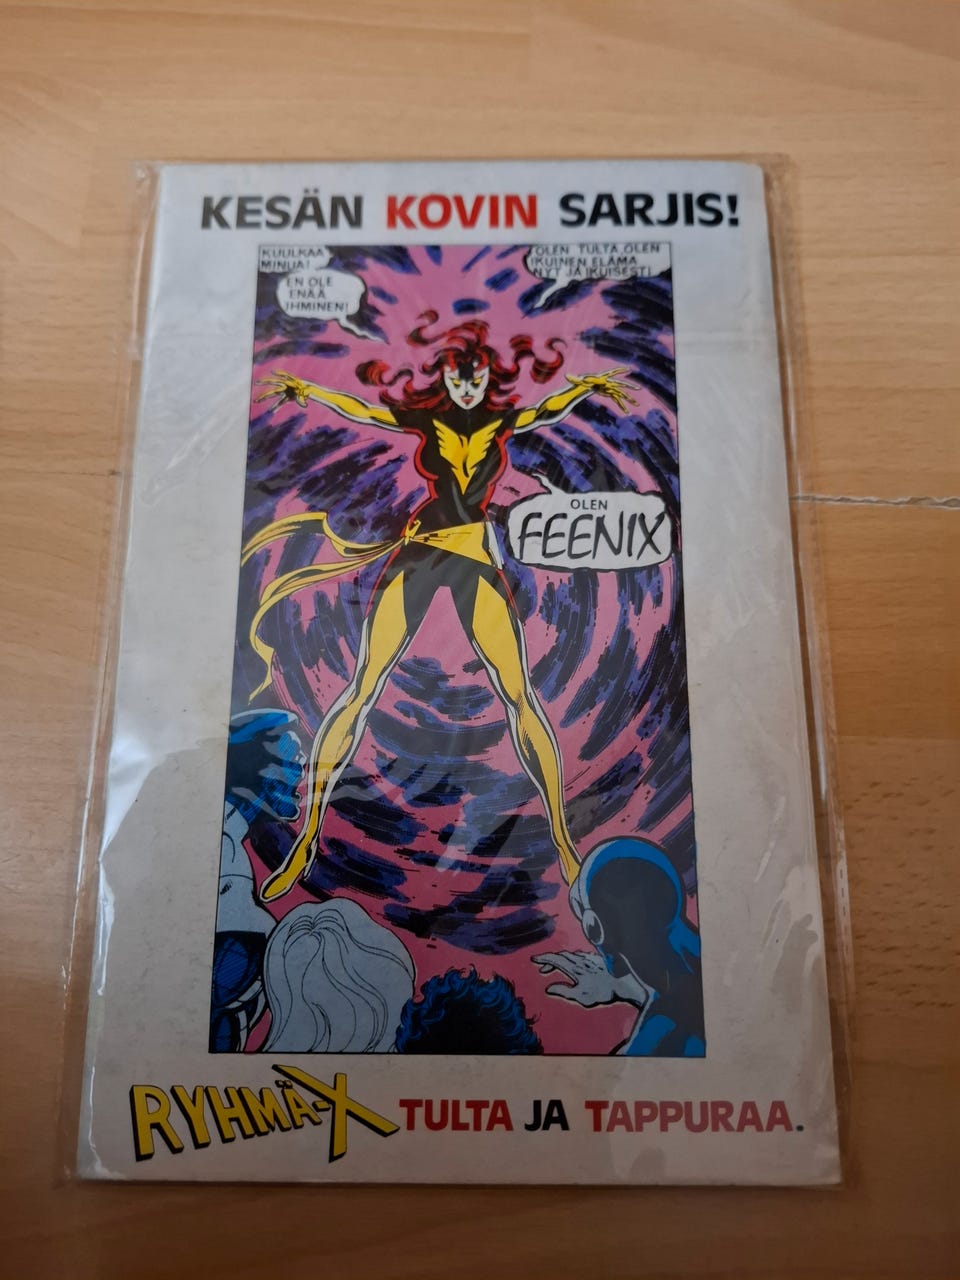 KESÄN KOVIN SARJIS!
KUULKAA
MINUA!
EN OLE
ENÄÄ
IHMINEN!
OLEN TULTA. OLEN
IKUINEN ELÄMÄ
NYT JA IKUISESTI
OLEN
FEENIX
RYHMÄ-X TULTA JA TAPPURAA.